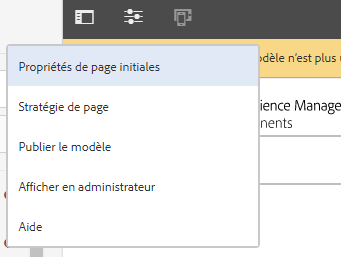 odèle n'est plus
Propriétés de page initiales
Stratégie de page
ience Manage
nents
Publier le modèle
Afficher en administrateur
Aide